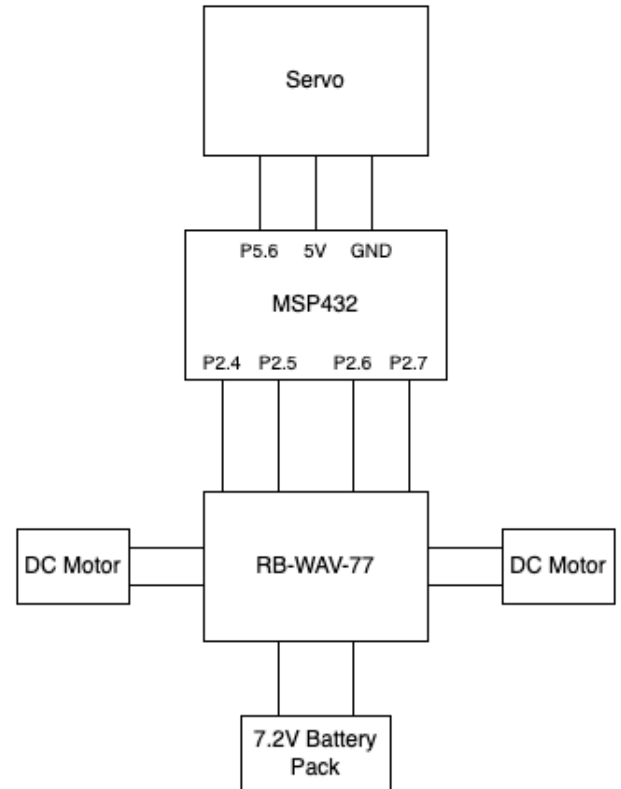 Servo
P5.6 5V GND
MSP432
P2.4 P2.5 P2.6 P2.7
DC Motor RB-WAV-77 DC Motor
7.2V Battery
Pack